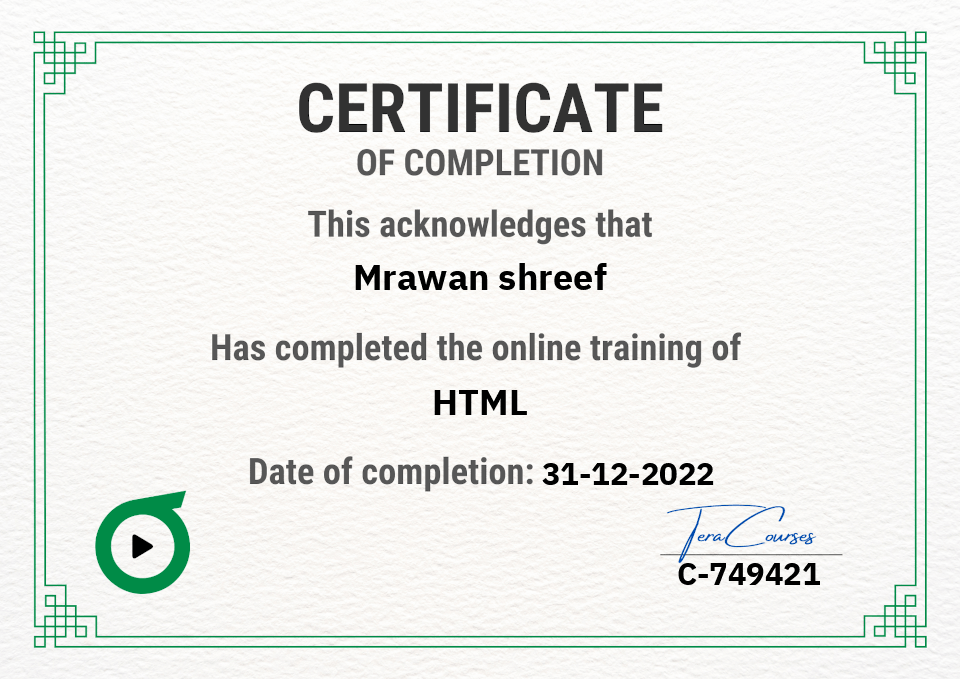 CERTIFICATE
OF COMPLETION
This acknowledges that
Mrawan shreef
Has completed the online training of
HTML
Date of completion: 31-12-2022
TeraCourses
C-749421